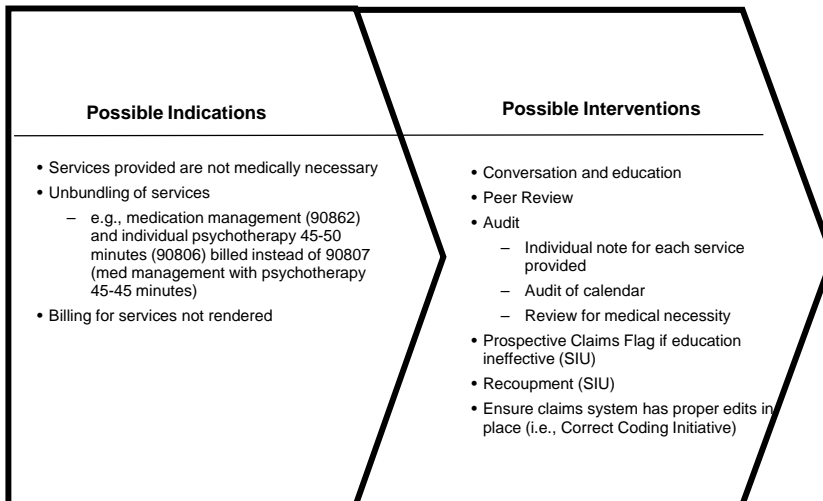 Possible Indications
• Services provided are not medically necessary
• Unbundling of services
– e.g., medication management (90862)
and individual psychotherapy 45-50
minutes (90806) billed instead of 90807
(med management with psychotherapy
45-45 minutes)
• Billing for services not rendered
Possible Interventions
• Conversation and education
• Peer Review
• Audit
– Individual note for each service
provided
– Audit of calendar
– Review for medical necessity
• Prospective Claims Flag if education
ineffective (SIU)
• Recoupment (SIU)
• Ensure claims system has proper edits in
place (i.e., Correct Coding Initiative)